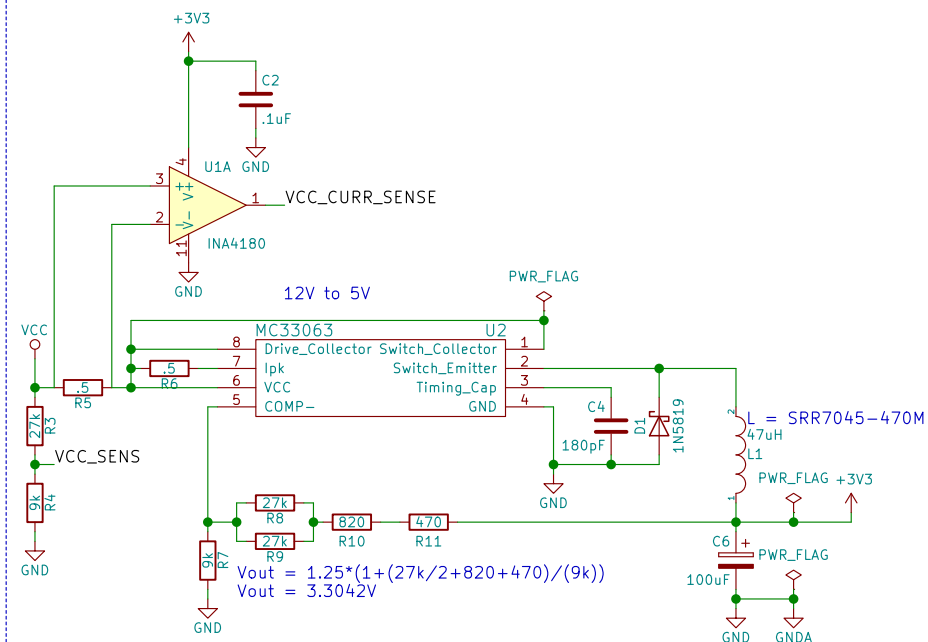 +3V3
C2
.1uF
GND
U1A
4
3
+
V+
1
VCC_CURR_SENSE
2
-
V-
11
INA4180
GND
12V to 5V
PWR_FLAG
MC33063
U2
VCC
8
Drive_Collector
Switch_Collector
1
.5
R6
7
Ipk
Switch_Emitter
2
.5
R5
6
VCC
Timing_Cap
3
5
COMP-
GND
4
27k
R3
VCC_SENS
9k
R4
GND
C4
180pF
D1
1N5819
GND
2
L = SRR7045-470M
47uH
L1
1
PWR_FLAG
+3V3
27k
R8
27k
R9
820
R10
470
R11
9k
R7
GND
Vout = 1.25*(1+(27k/2+820+470)/(9k))
Vout = 3.3042V
C6
+
100uF
PWR_FLAG
GND
GNDA